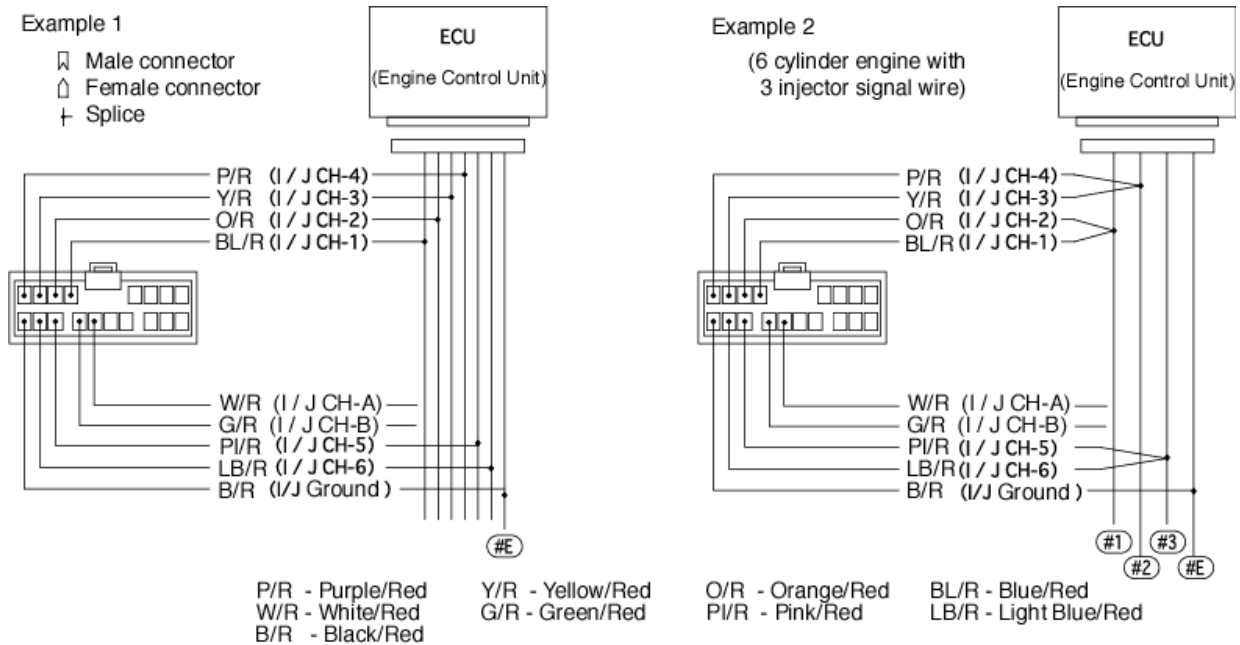 Example 1
Male connector
Female connector
Splice
ECU
(Engine Control Unit)
P/R (I / J CH-4)
Y/R (I / J CH-3)
O/R (I / J CH-2)
BL/R (I / J CH-1)
W/R (I / J CH-A)
G/R (I / J CH-B)
PI/R (I / J CH-5)
LB/R (I / J CH-6)
B/R (I/J Ground )
#E
Example 2
(6 cylinder engine with
3 injector signal wire)
ECU
(Engine Control Unit)
P/R (I / J CH-4)
Y/R (I / J CH-3)
O/R (I / J CH-2)
BL/R (I / J CH-1)
W/R (I / J CH-A)
G/R (I / J CH-B)
PI/R (I / J CH-5)
LB/R (I / J CH-6)
B/R (I/J Ground )
#1 #3
#2 #E
P/R - Purple/Red Y/R - Yellow/Red O/R - Orange/Red BL/R - Blue/Red
W/R - White/Red G/R - Green/Red PI/R - Pink/Red LB/R - Light Blue/Red
B/R - Black/Red